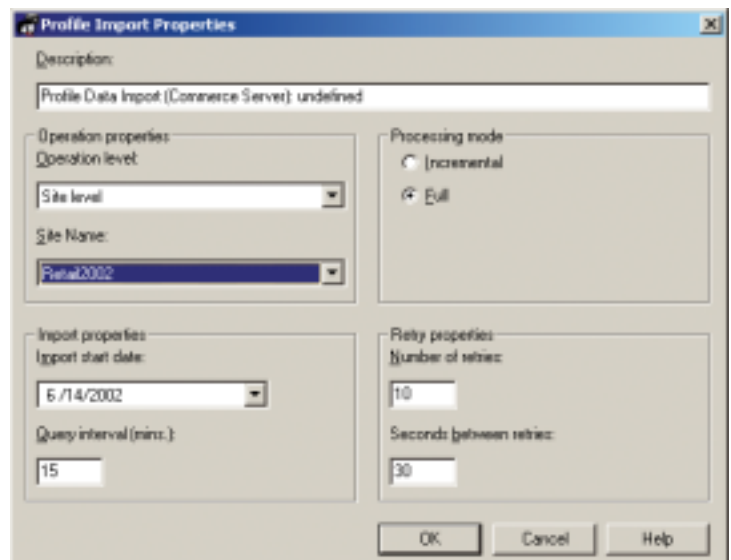 Profile Import Properties
Description:
Profile Data Import (Commerce Server): undefined
Operation properties
Operation level:
Site level
Site Name:
Retail2002
Processing mode
Incremental
Full
Import properties
Import start date:
6 /14/2002
Query interval (mins.):
15
Retry properties
Number of retries:
10
Seconds between retries:
30
OK
Cancel
Help